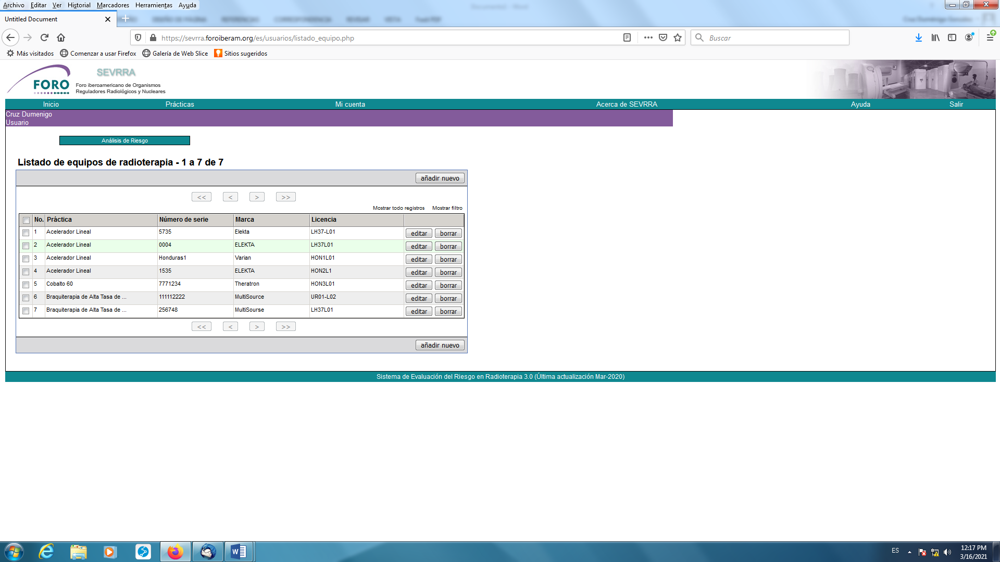 Archivo Editar Ver Historial Marcadores Herramientas Ayuda
Untitled Document
https://sevrra.foroiberam.org/es/usuarios/listado_equipo.php
Buscar
Más visitados Comenzar a usar Firefox Galería de Web Slice Sitios sugeridos
SEVRRA
FORO
Foro iberoamericano de Organismos
Reguladores Radiológicos y Nucleares
Inicio Prácticas Mi cuenta Acerca de SEVRRA Ayuda Salir
Cruz Dumenigo
Usuario
Análisis de Riesgo
Listado de equipos de radioterapia - 1 a 7 de 7
añadir nuevo
<< < > >>
Mostrar todo registros Mostrar filtro
No. Práctica Número de serie Marca Licencia
1 Acelerador Lineal 5735 Elekta LH37-L01 editar borrar
2 Acelerador Lineal 0004 ELEKTA LH37L01 editar borrar
3 Acelerador Lineal Honduras1 Varian HON1L01 editar borrar
4 Acelerador Lineal 1535 ELEKTA HON2L1 editar borrar
5 Cobalto 60 7771234 Theratron HON3L01 editar borrar
6 Braquiterapia de Alta Tasa de ... 111112222 MultiSource UR01-L02 editar borrar
7 Braquiterapia de Alta Tasa de ... 256748 MultiSourse LH37L01 editar borrar
<< < > >>
añadir nuevo
Sistema de Evaluación del Riesgo en Radioterapia 3.0 (Última actualización Mar-2020)
ES
12:17 PM
3/16/2021